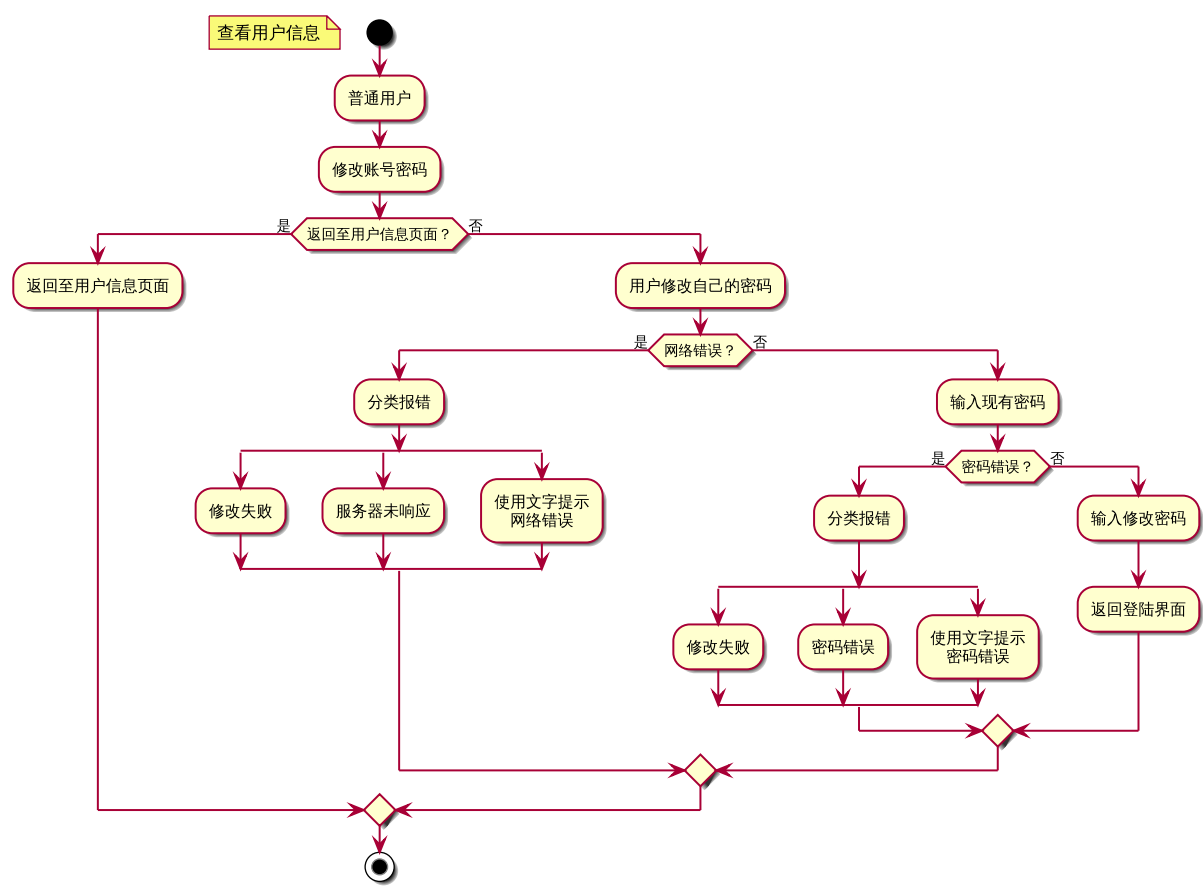 查看用户信息
普通用户
修改账号密码
是
返回至用户信息页面？
否
返回至用户信息页面
用户修改自己的密码
是
网络错误？
否
分类报错
输入现有密码
是
密码错误？
否
修改失败
服务器未响应
使用文字提示
网络错误
分类报错
输入修改密码
返回登陆界面
修改失败
密码错误
使用文字提示
密码错误